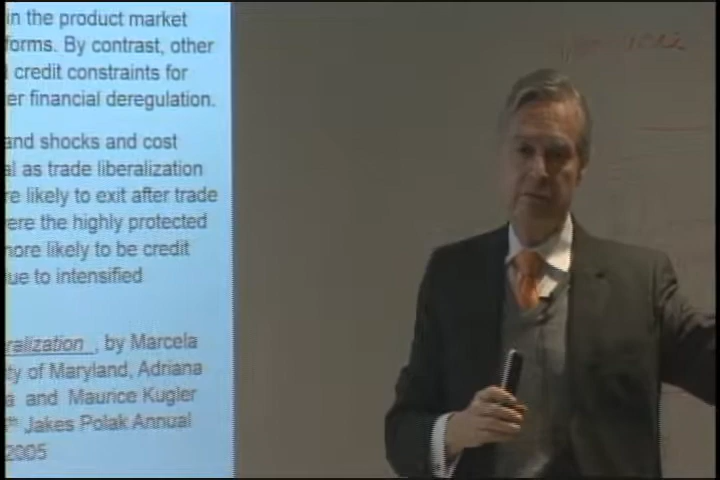 in the product market
forms. By contrast, other
credit constraints for
er financial deregulation.
and shocks and cost
al as trade liberalization
re likely to exit after trade
ere the highly protected
more likely to be credit
ue to intensified
ralization , by Marcela
ty of Maryland, Adriana
a and Maurice Kugler
th Jakes Polak Annual
2005